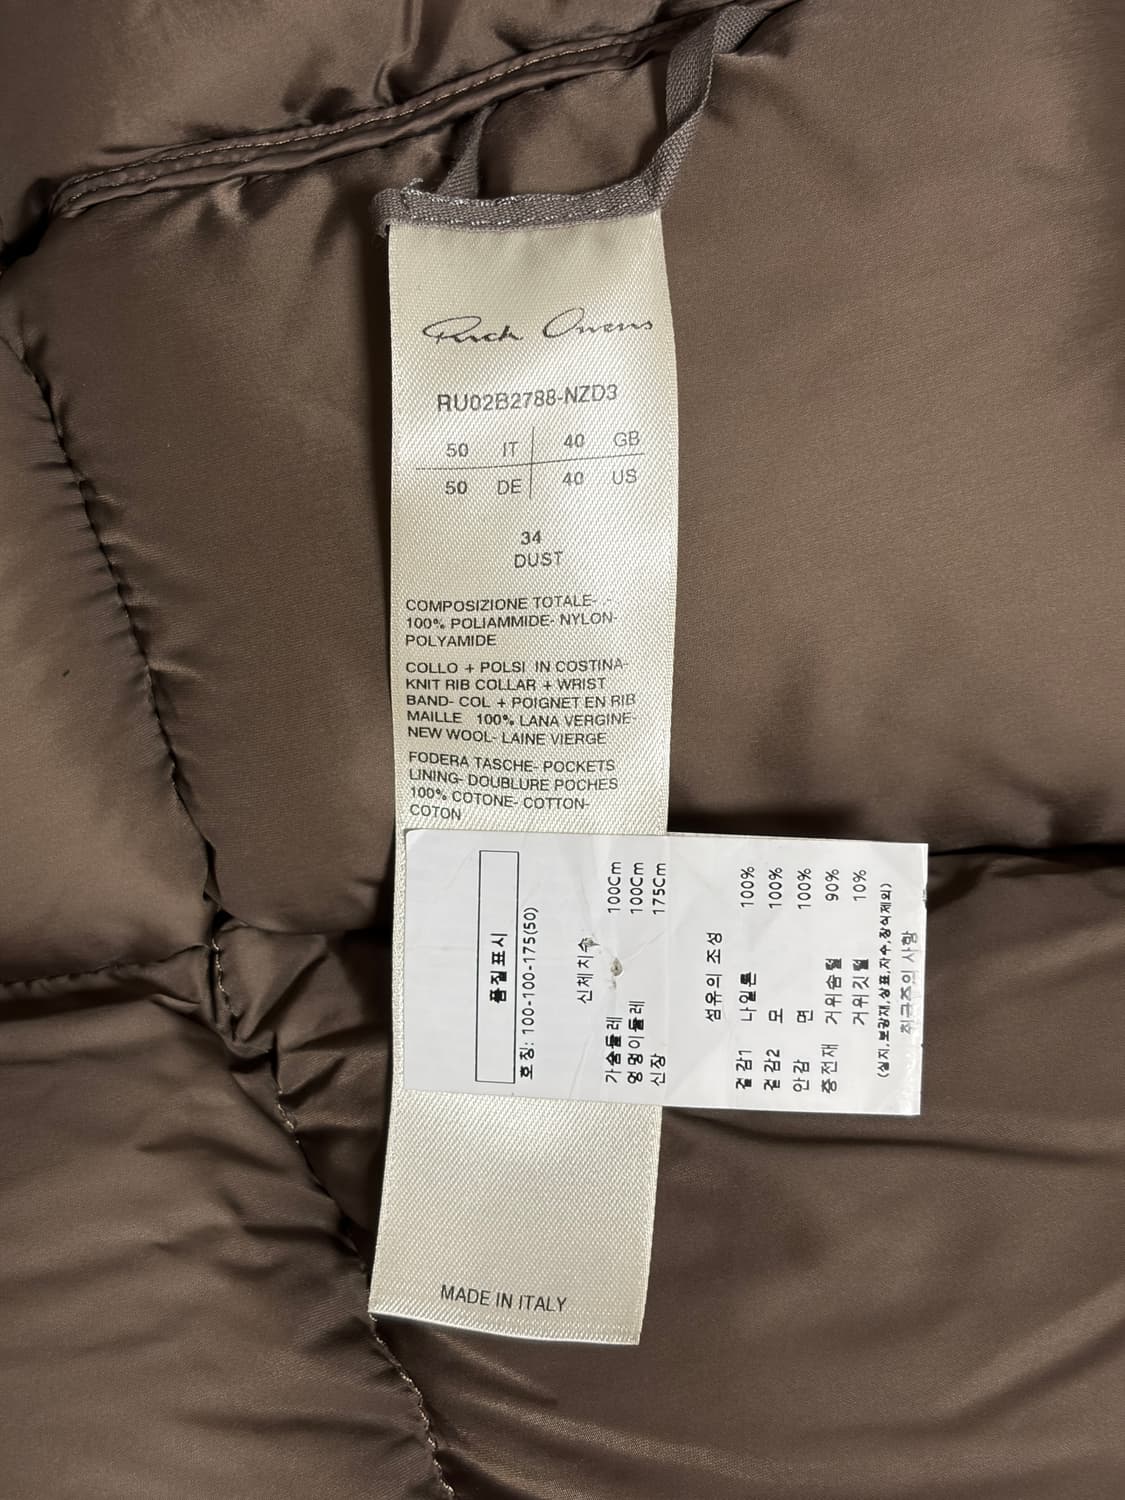 Rick Owens
RU02B2788-NZD3
50 IT 40 GB
50 DE 40 US
34
DUST
COMPOSIZIONE TOTALE-
100% POLIAMMIDE- NYLON-
POLYAMIDE
COLLO + POLSI IN COSTINA-
KNIT RIB COLLAR + WRIST
BAND- COL + POIGNET EN RIB
MAILLE 100% LANA VERGINE-
NEW WOOL- LAINE VIERGE
FODERA TASCHE- POCKETS
LINING- DOUBLURE POCHES
100% COTONE- COTTON-
COTON
품질표시
호칭: 100-100-175(50)
신체치수
가슴둘레 100Cm
엉덩이둘레 100Cm
신장 175Cm
섬유의 조성
겉감1 나일론 100%
겉감2 모 100%
안감 면 100%
충전재 거위솜털 90%
거위깃털 10%
(심지,보강재,상표,자수,장식제외)
취급주의 사항
MADE IN ITALY